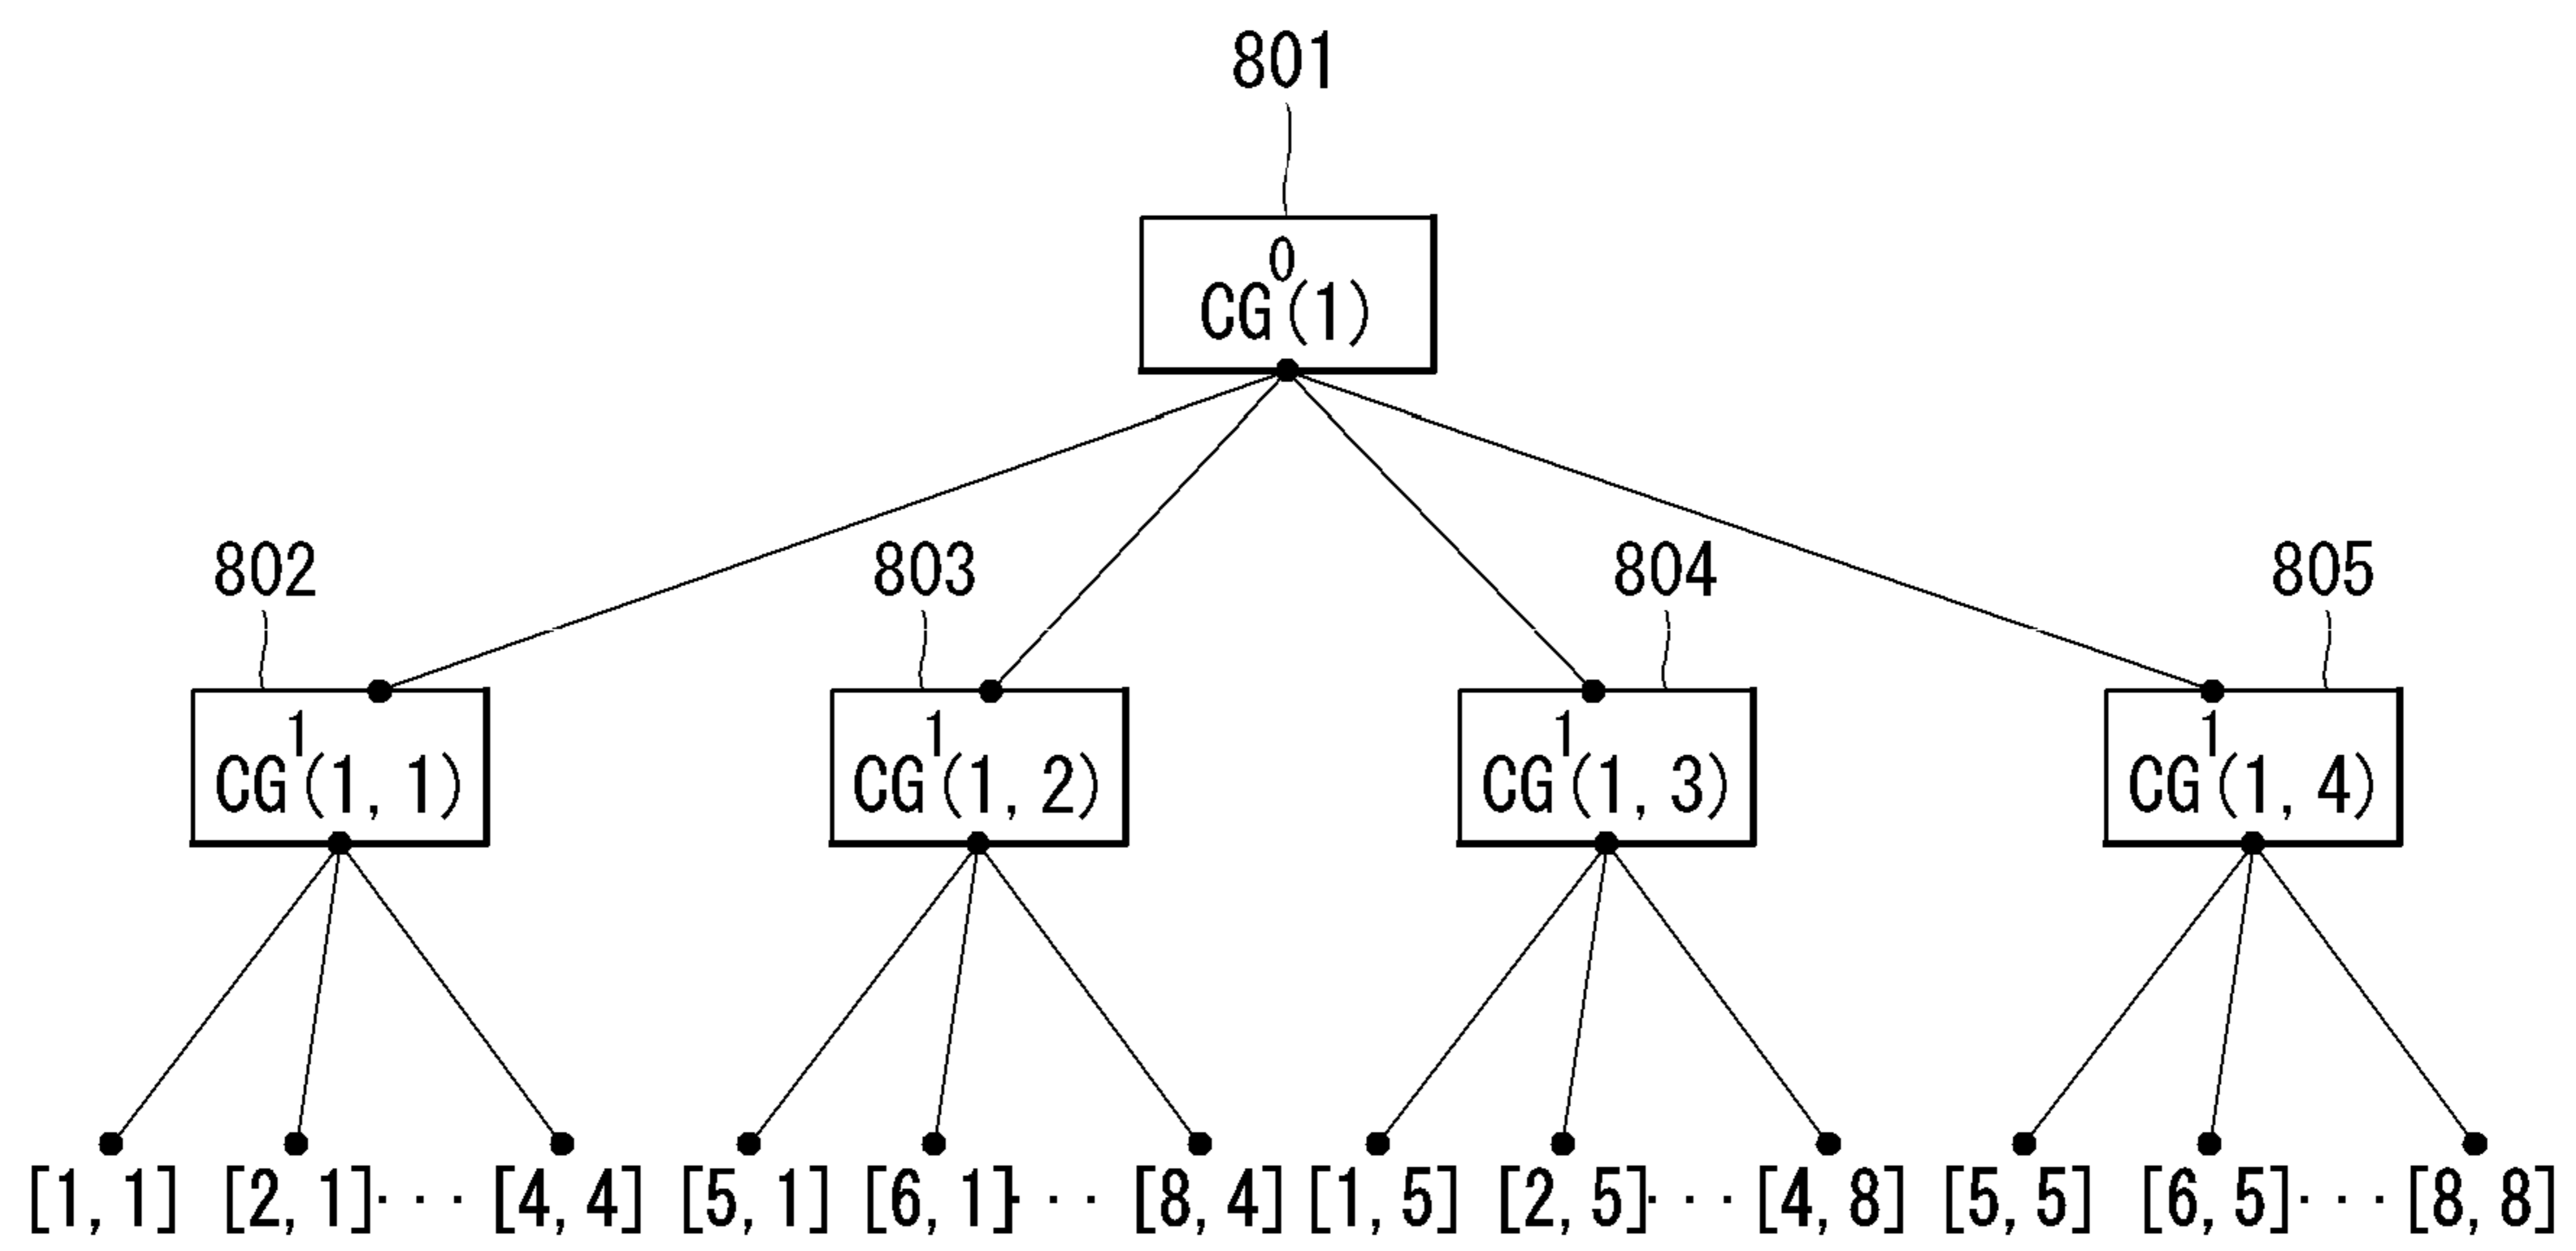 801
CG⁰(1)
802 803 804 805
CG¹(1, 1) CG¹(1, 2) CG¹(1, 3) CG¹(1, 4)
[1, 1] [2, 1]··· [4, 4] [5, 1] [6, 1]··· [8, 4] [1, 5] [2, 5]··· [4, 8] [5, 5] [6, 5]··· [8, 8]